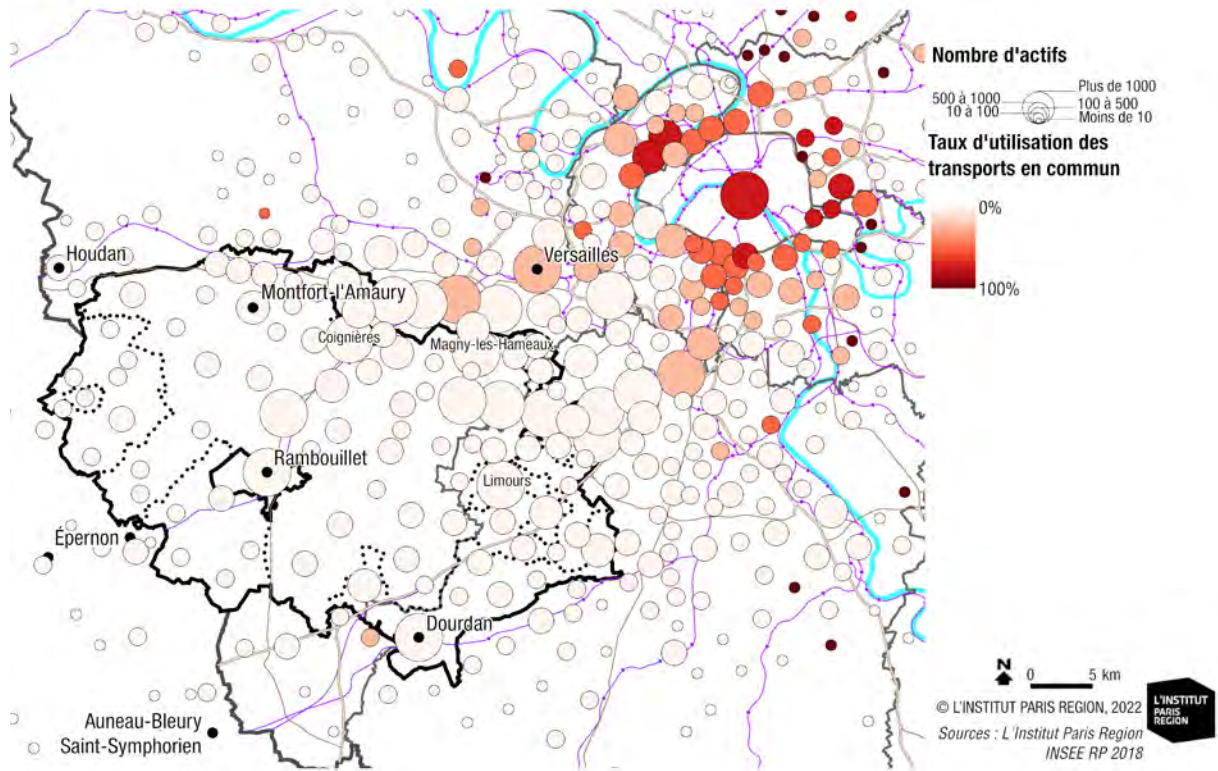 Nombre d'actifs
Plus de 1000
500 à 1000
100 à 500
10 à 100
Moins de 10
Taux d'utilisation des
transports en commun
0%
100%
Houdan
Versailles
Montfort-l'Amaury
Coignières
Magny-les-Hameaux
Rambouillet
Limours
Épernon
Dourdan
Auneau-Bleury
Saint-Symphorien
N
0 5 km
© L'INSTITUT PARIS REGION, 2022
Sources : L'Institut Paris Region
INSEE RP 2018
L'INSTITUT
PARIS
REGION